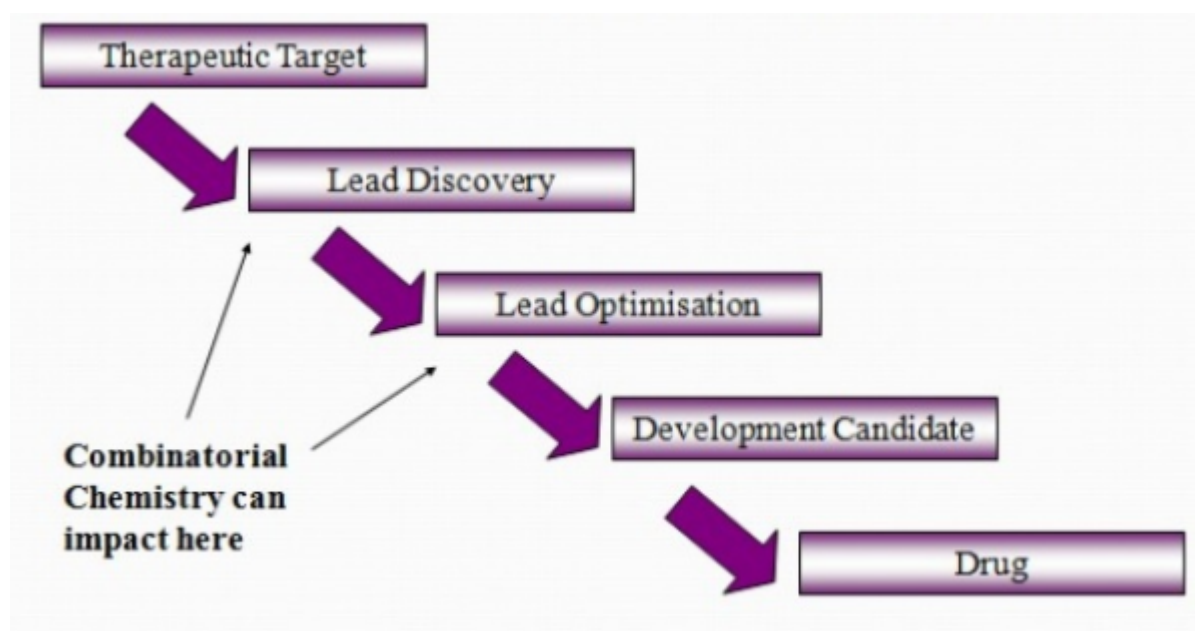 Therapeutic Target
Lead Discovery
Lead Optimisation
Development Candidate
Drug
Combinatorial
Chemistry can
impact here